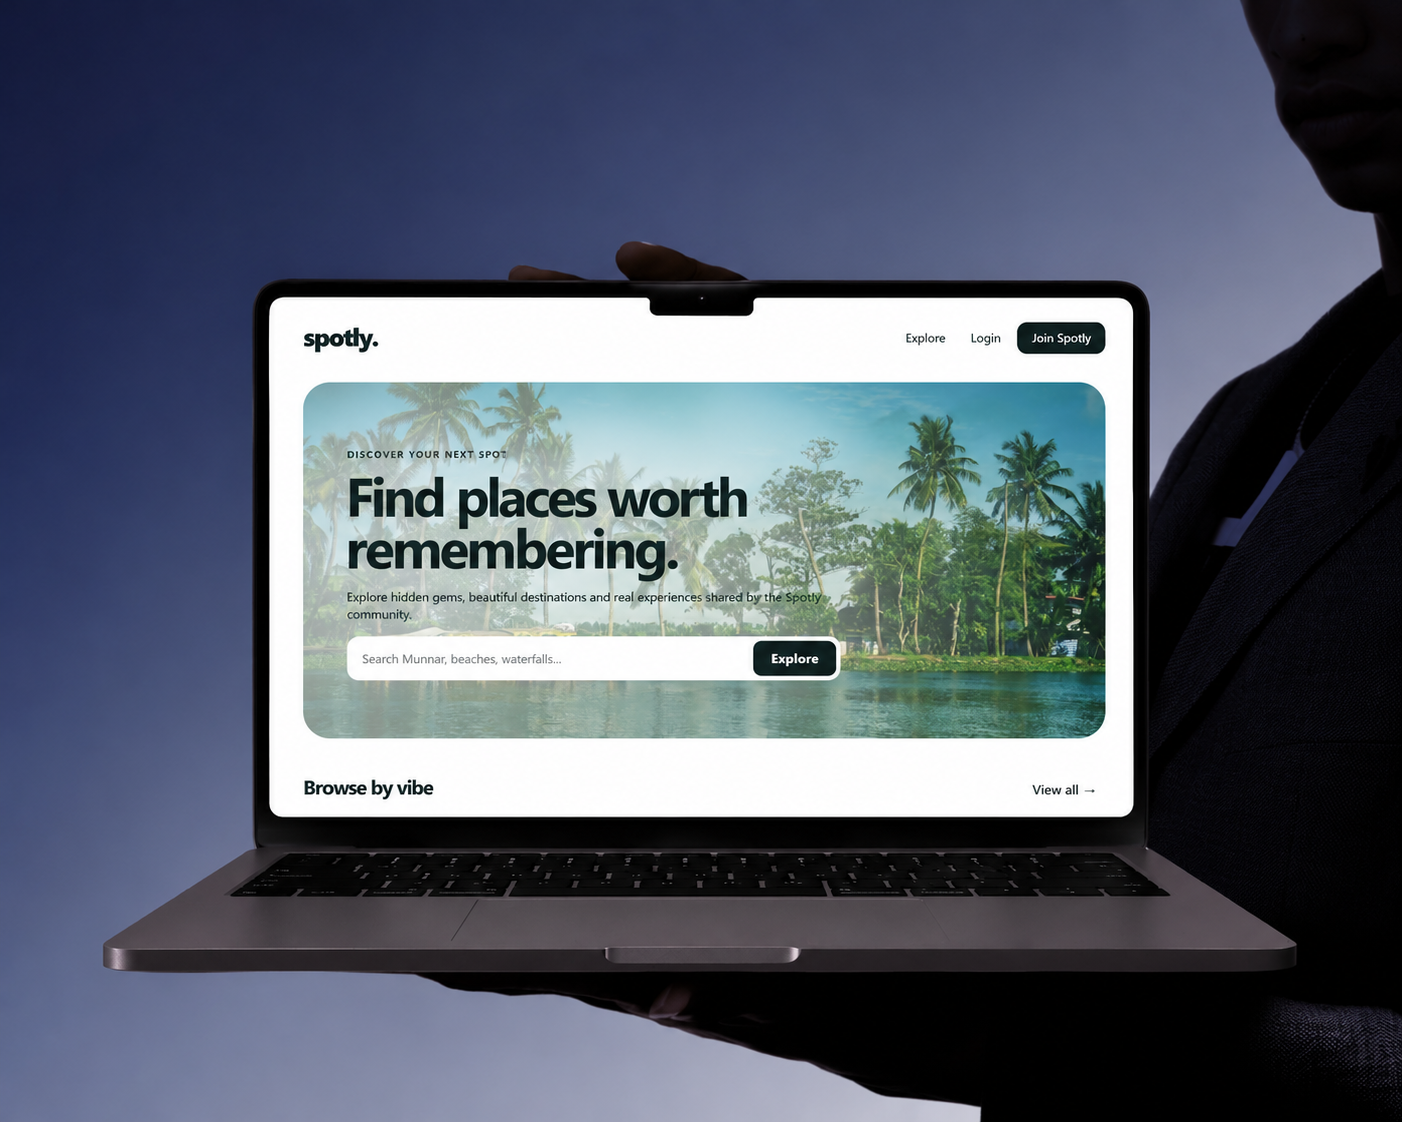 spotly.
Explore Login Join Spotly
DISCOVER YOUR NEXT SPOT
Find places worth
remembering.
Explore hidden gems, beautiful destinations and real experiences shared by the Spotly
community.
Search Munnar, beaches, waterfalls...
Explore
Browse by vibe
View all →